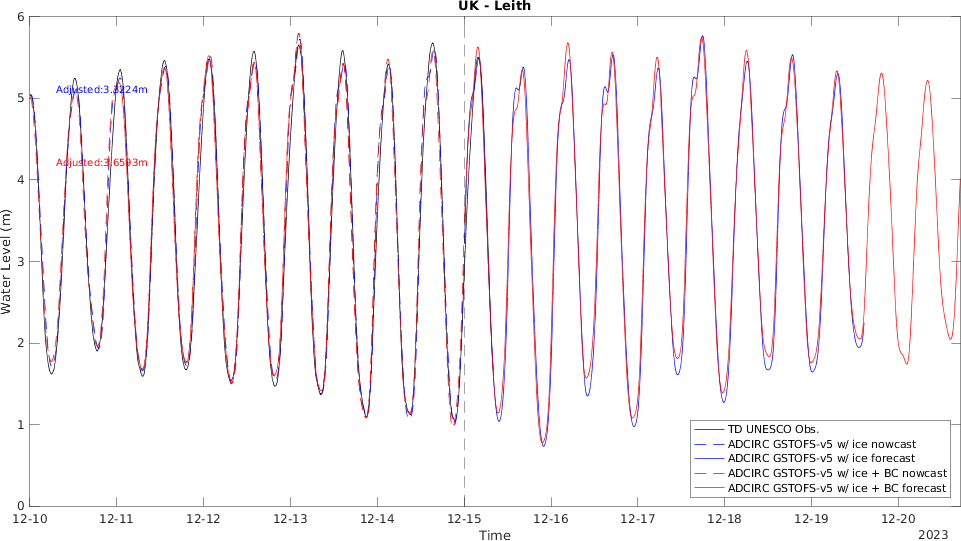 UK - Leith
6
5
4
3
2
1
0
Water Level (m)
Adjusted:3.3224m
Adjusted:3.6593m
TD UNESCO Obs.
ADCIRC GSTOFS-v5 w/ ice nowcast
ADCIRC GSTOFS-v5 w/ ice forecast
ADCIRC GSTOFS-v5 w/ ice + BC nowcast
ADCIRC GSTOFS-v5 w/ ice + BC forecast
12-10 12-11 12-12 12-13 12-14 12-15 12-16 12-17 12-18 12-19 12-20
Time
2023